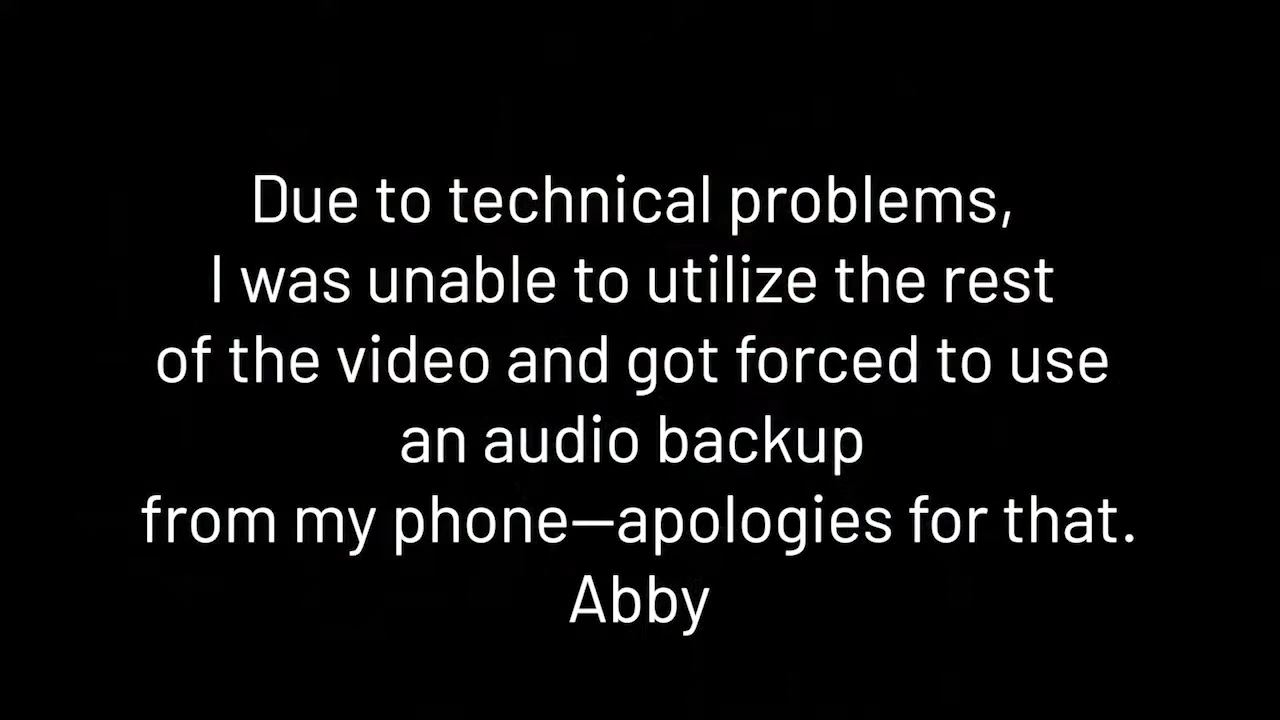 Due to technical problems,
I was unable to utilize the rest
of the video and got forced to use
an audio backup
from my phone—apologies for that.
Abby